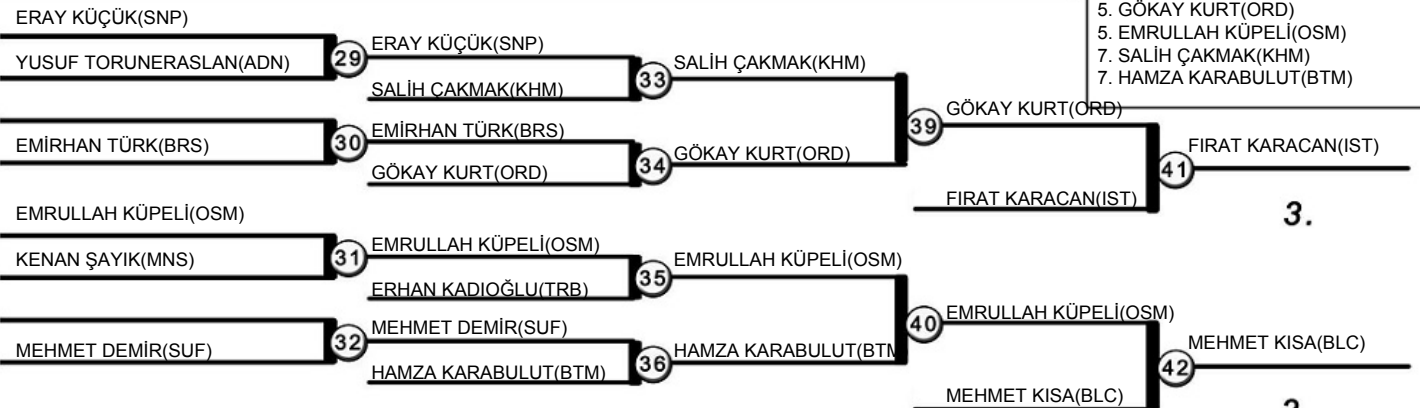 5. GÖKAY KURT(ORD)
5. EMRULLAH KÜPELİ(OSM)
7. SALİH ÇAKMAK(KHM)
7. HAMZA KARABULUT(BTM)
ERAY KÜÇÜK(SNP)
YUSUF TORUNERASLAN(ADN)
29
ERAY KÜÇÜK(SNP)
SALİH ÇAKMAK(KHM)
33
SALİH ÇAKMAK(KHM)
EMİRHAN TÜRK(BRS)
30
EMİRHAN TÜRK(BRS)
GÖKAY KURT(ORD)
34
GÖKAY KURT(ORD)
39
GÖKAY KURT(ORD)
FIRAT KARACAN(IST)
41
FIRAT KARACAN(IST)
3.
EMRULLAH KÜPELİ(OSM)
KENAN ŞAYIK(MNS)
31
EMRULLAH KÜPELİ(OSM)
ERHAN KADIOĞLU(TRB)
35
EMRULLAH KÜPELİ(OSM)
MEHMET DEMİR(SUF)
32
MEHMET DEMİR(SUF)
HAMZA KARABULUT(BTM)
36
HAMZA KARABULUT(BTM
40
EMRULLAH KÜPELİ(OSM)
MEHMET KISA(BLC)
42
MEHMET KISA(BLC)